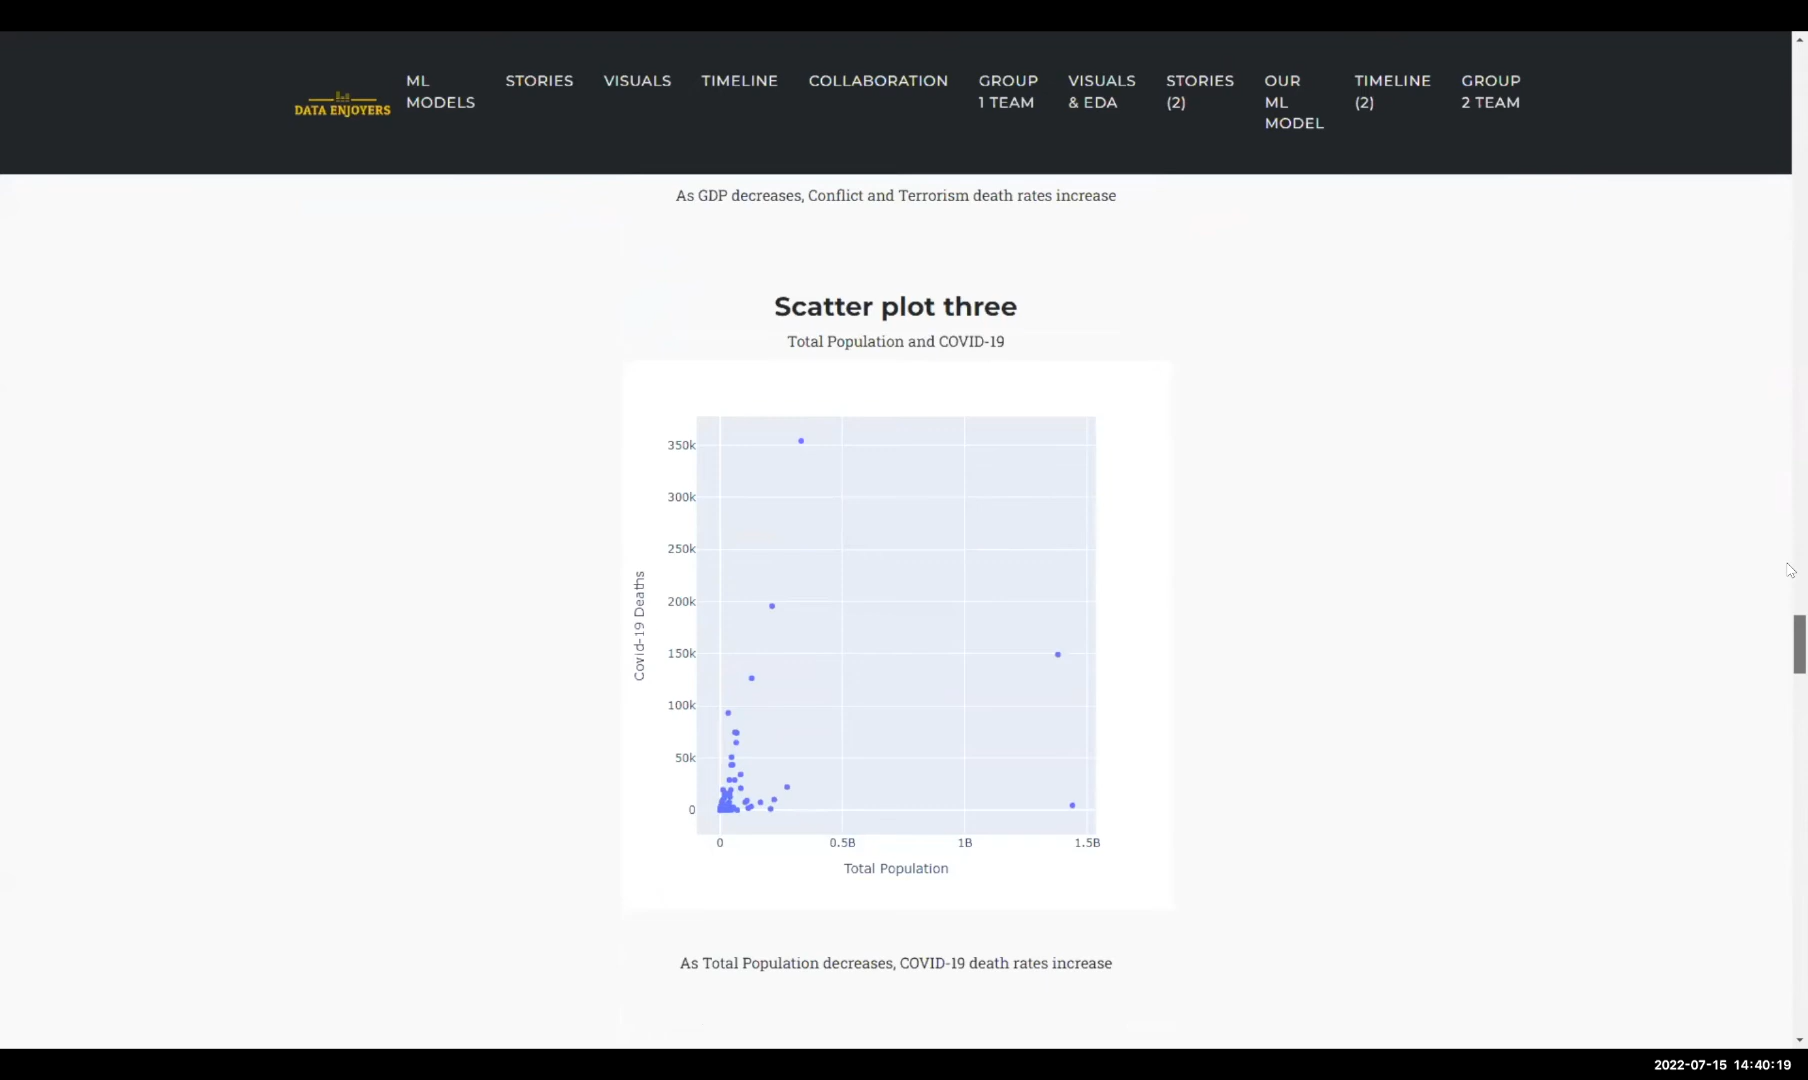 DATA ENJOYERS
ML
MODELS
STORIES
VISUALS
TIMELINE
COLLABORATION
GROUP
1 TEAM
VISUALS
& EDA
STORIES
(2)
OUR
ML
MODEL
TIMELINE
(2)
GROUP
2 TEAM
As GDP decreases, Conflict and Terrorism death rates increase
Scatter plot three
Total Population and COVID-19
350k
300k
250k
200k
150k
100k
50k
0
Covid-19 Deaths
0 0.5B 1B 1.5B
Total Population
As Total Population decreases, COVID-19 death rates increase
2022-07-15 14:40:19